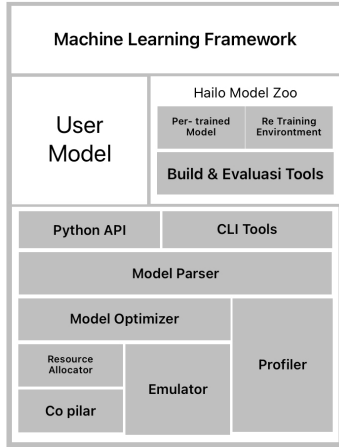 Machine Learning Framework
User
Model
Hailo Model Zoo
Per- trained
Model
Re Training
Environtment
Build & Evaluasi Tools
Python API
CLI Tools
Model Parser
Model Optimizer
Resource
Allocator
Co pilar
Emulator
Profiler